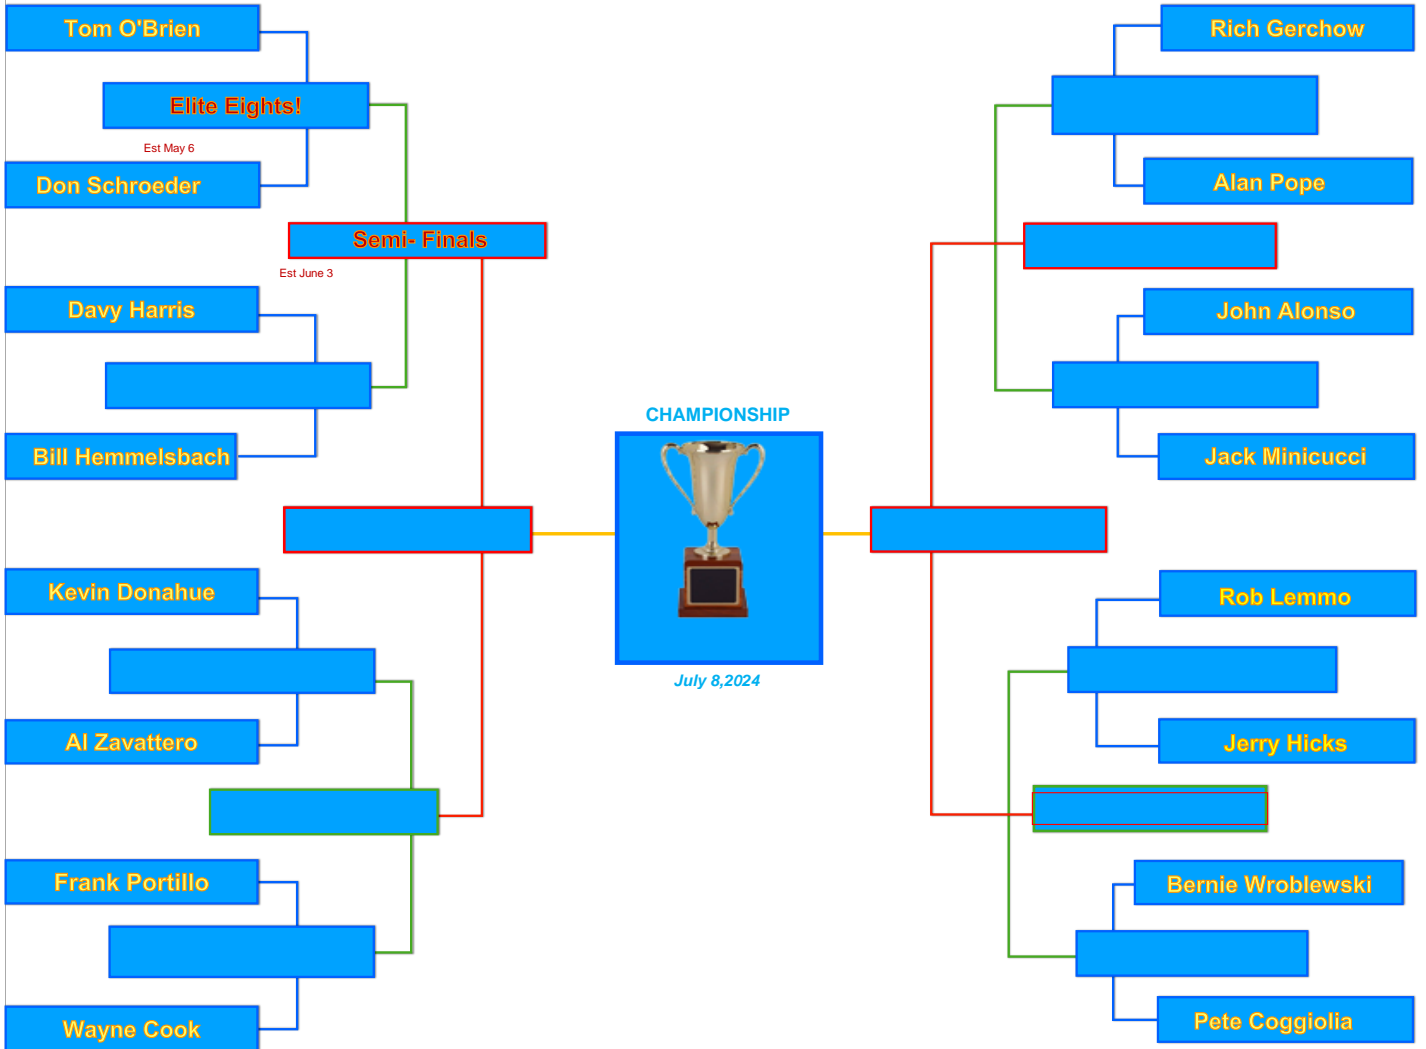 Tom O'Brien
Elite Eights!
Est May 6
Don Schroeder
Semi- Finals
Est June 3
Davy Harris
Bill Hemmelsbach
Kevin Donahue
Al Zavattero
Frank Portillo
Wayne Cook
CHAMPIONSHIP
July 8,2024
Rich Gerchow
Alan Pope
John Alonso
Jack Minicucci
Rob Lemmo
Jerry Hicks
Bernie Wroblewski
Pete Coggiolia